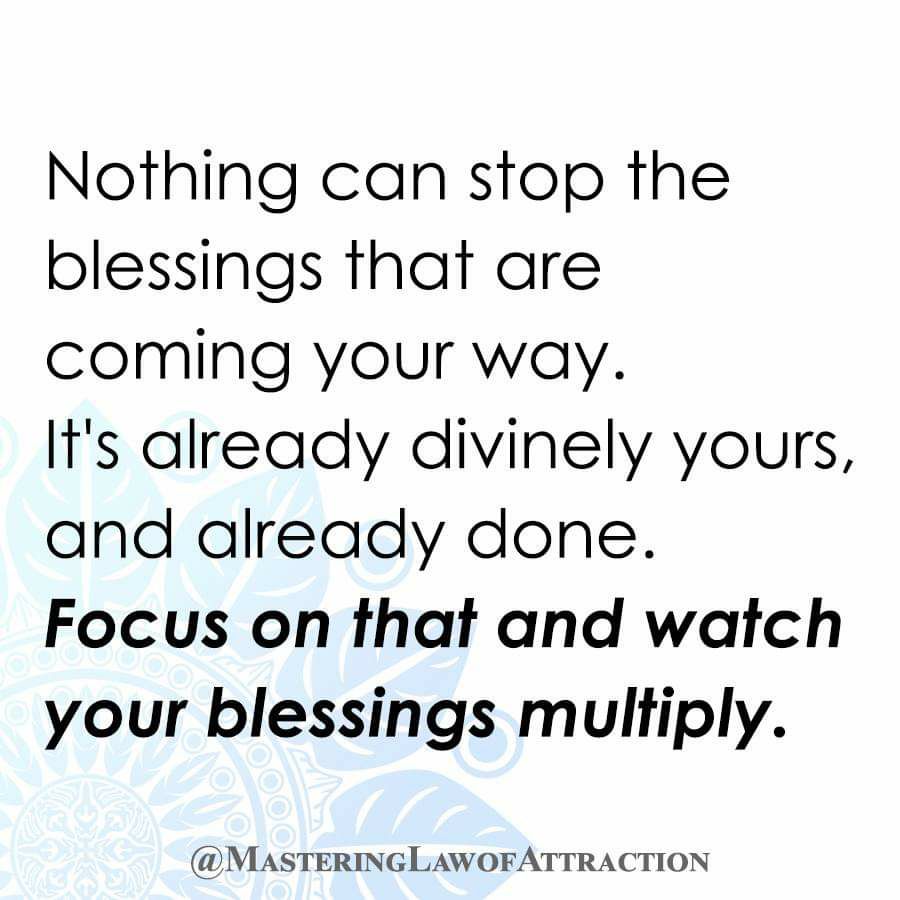 Nothing can stop the
blessings that are
coming your way.
It's already divinely yours,
and already done.
Focus on that and watch
your blessings multiply.
@MasteringLawofAttraction